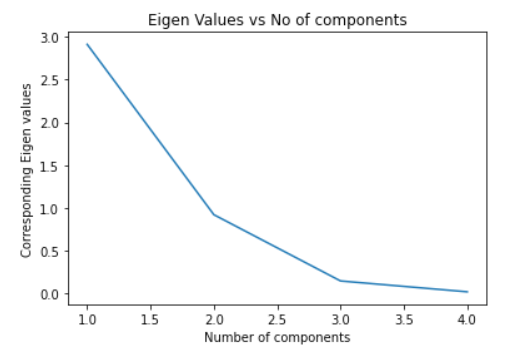 Eigen Values vs No of components
3.0
2.5
2.0
1.5
1.0
0.5
0.0
Corresponding Eigen values
1.0 1.5 2.0 2.5 3.0 3.5 4.0
Number of components